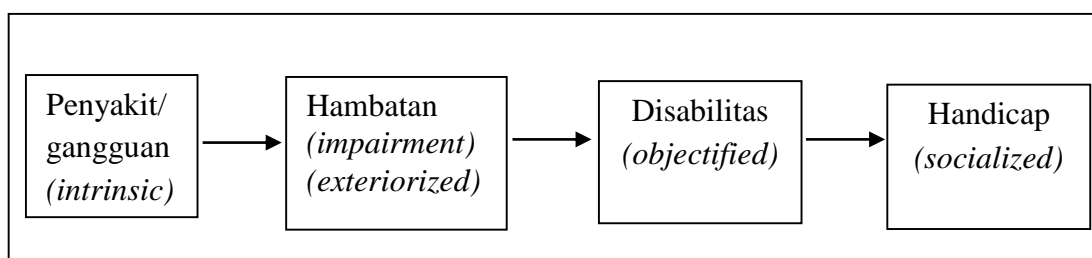 Penyakit/
gangguan
(intrinsic)
Hambatan
(impairment)
(exteriorized)
Disabilitas
(objectified)
Handicap
(socialized)